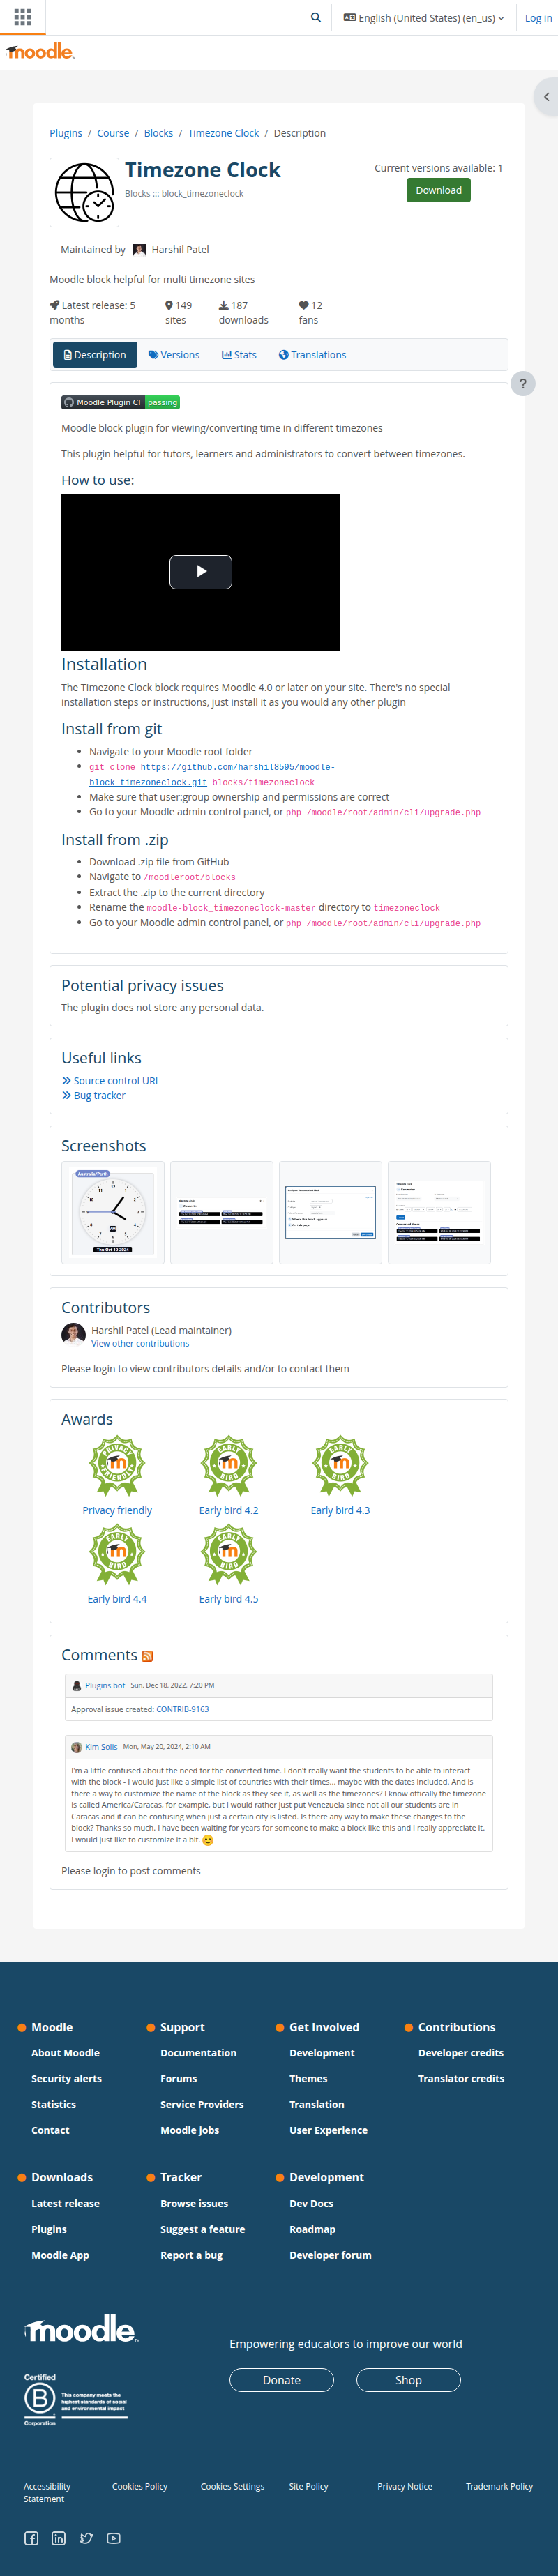 English (United States) ‎(en_us)‎
Log in
moodle
Plugins / Course / Blocks / Timezone Clock / Description
Timezone Clock
Blocks ::: block_timezoneclock
Current versions available: 1
Download
Maintained by Harshil Patel
Moodle block helpful for multi timezone sites
Latest release: 5 months
149 sites
187 downloads
12 fans
Description
Versions
Stats
Translations
?
Moodle Plugin CI passing
Moodle block plugin for viewing/converting time in different timezones
This plugin helpful for tutors, learners and administrators to convert between timezones.
How to use:
Installation
The TImezone Clock block requires Moodle 4.0 or later on your site. There's no special
installation steps or instructions, just install it as you would any other plugin
Install from git
Navigate to your Moodle root folder
git clone https://github.com/harshil8595/moodle-
block_timezoneclock.git blocks/timezoneclock
Make sure that user:group ownership and permissions are correct
Go to your Moodle admin control panel, or php /moodle/root/admin/cli/upgrade.php
Install from .zip
Download .zip file from GitHub
Navigate to /moodleroot/blocks
Extract the .zip to the current directory
Rename the moodle-block_timezoneclock-master directory to timezoneclock
Go to your Moodle admin control panel, or php /moodle/root/admin/cli/upgrade.php
Potential privacy issues
The plugin does not store any personal data.
Useful links
Source control URL
Bug tracker
Screenshots
Australia/Perth
Thu Oct 10 2024
Contributors
Harshil Patel (Lead maintainer)
View other contributions
Please login to view contributors details and/or to contact them
Awards
Privacy friendly
Early bird 4.2
Early bird 4.3
Early bird 4.4
Early bird 4.5
Comments
Plugins bot Sun, Dec 18, 2022, 7:20 PM
Approval issue created: CONTRIB-9163
Kim Solis Mon, May 20, 2024, 2:10 AM
I'm a little confused about the need for the converted time. I don't really want the students to be able to interact
with the block - I would just like a simple list of countries with their times... maybe with the dates included. And is
there a way to customize the name of the block as they see it, as well as the timezones? I know offically the timezone
is called America/Caracas, for example, but I would rather just put Venezuela since not all our students are in
Caracas and it can be confusing when just a certain city is listed. Is there any way to make these changes to the
block? Thanks so much. I have been waiting for years for someone to make a block like this and I really appreciate it.
I would just like to customize it a bit. 😊
Please login to post comments
Moodle
About Moodle
Security alerts
Statistics
Contact
Support
Documentation
Forums
Service Providers
Moodle jobs
Get Involved
Development
Themes
Translation
User Experience
Contributions
Developer credits
Translator credits
Downloads
Latest release
Plugins
Moodle App
Tracker
Browse issues
Suggest a feature
Report a bug
Development
Dev Docs
Roadmap
Developer forum
moodle
Empowering educators to improve our world
Donate
Shop
Certified
B
Corporation
This company meets the
highest standards of social
and environmental impact
Accessibility
Statement
Cookies Policy
Cookies Settings
Site Policy
Privacy Notice
Trademark Policy